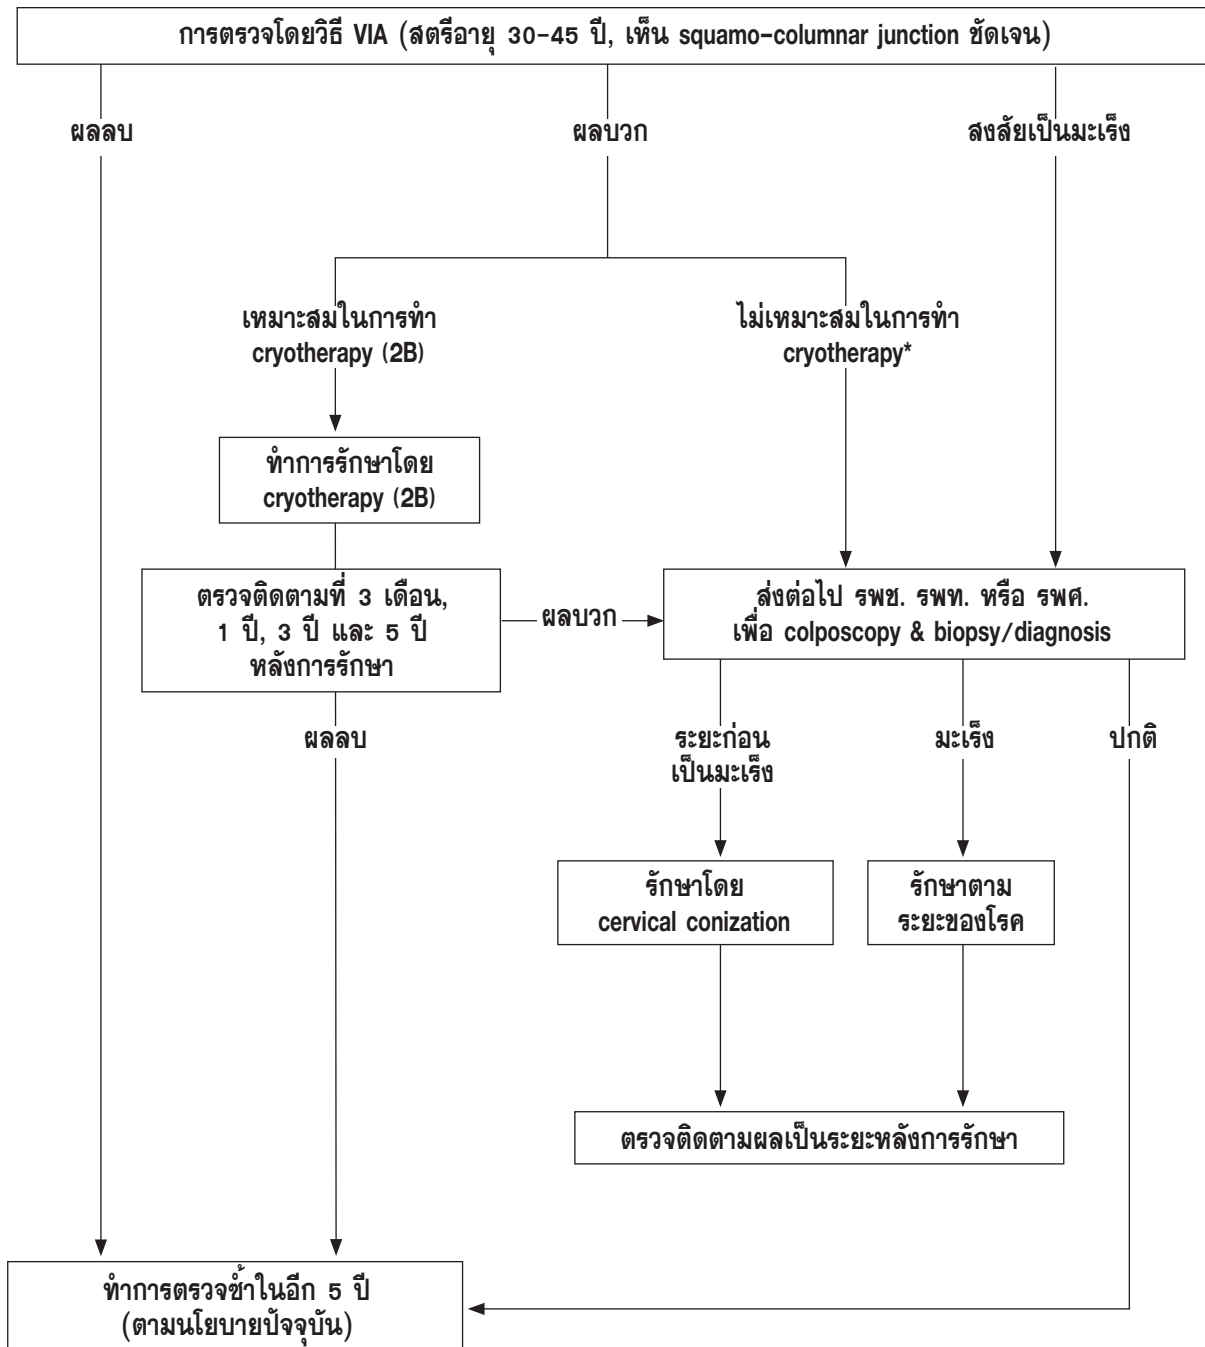 การตรวจโดยวิธี VIA (สตรีอายุ 30-45 ปี, เห็น squamo-columnar junction ชัดเจน)
ผลลบ
ผลบวก
สงสัยเป็นมะเร็ง
เหมาะสมในการทำ
cryotherapy (2B)
ไม่เหมาะสมในการทำ
cryotherapy*
ทำการรักษาโดย
cryotherapy (2B)
ตรวจติดตามที่ 3 เดือน,
1 ปี, 3 ปี และ 5 ปี
หลังการรักษา
ผลบวก
ส่งต่อไป รพช. รพท. หรือ รพศ.
เพื่อ colposcopy & biopsy/diagnosis
ผลลบ
ระยะก่อน
เป็นมะเร็ง
มะเร็ง
ปกติ
รักษาโดย
cervical conization
รักษาตาม
ระยะของโรค
ตรวจติดตามผลเป็นระยะหลังการรักษา
ทำการตรวจซ้ำในอีก 5 ปี
(ตามนโยบายปัจจุบัน)